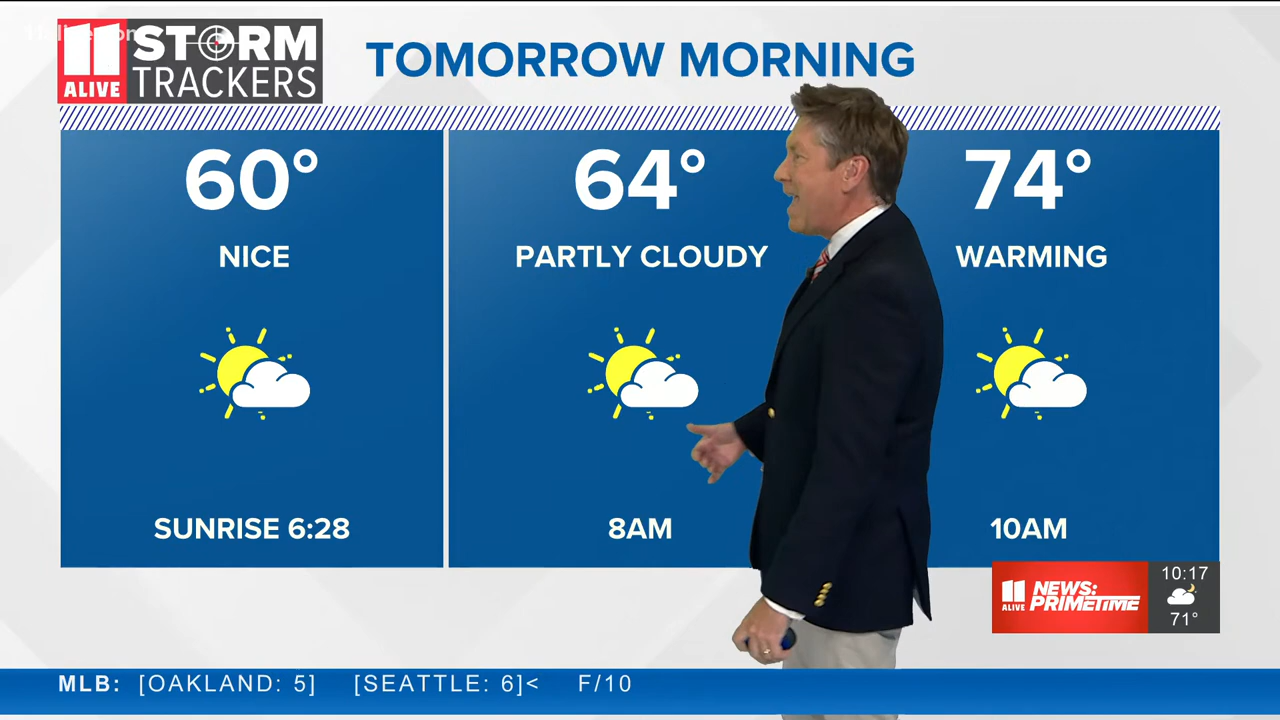 11 ALIVE
STORM
TRACKERS
TOMORROW MORNING
60°
NICE
SUNRISE 6:28
64°
PARTLY CLOUDY
8AM
74°
WARMING
10AM
11 ALIVE
NEWS:
PRIMETIME
10:17
71°
MLB: [OAKLAND: 5] [SEATTLE: 6]< F/10